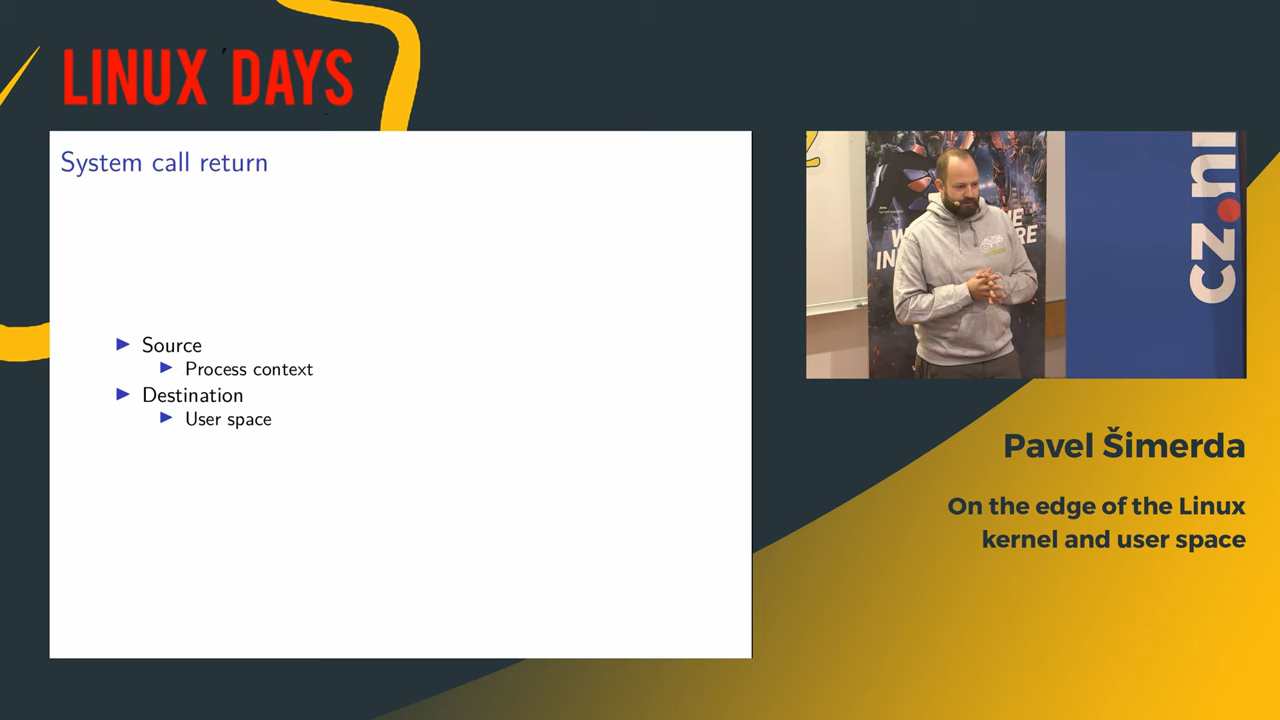 LINUX DAYS
System call return
Source
Process context
Destination
User space
cz.ni
Pavel Šimerda
On the edge of the Linux
kernel and user space